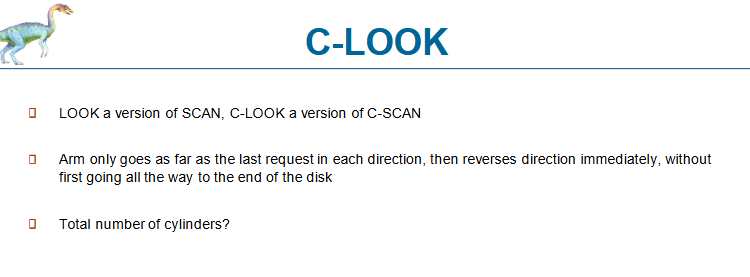 C-LOOK
LOOK a version of SCAN, C-LOOK a version of C-SCAN
Arm only goes as far as the last request in each direction, then reverses direction immediately, without
first going all the way to the end of the disk
Total number of cylinders?